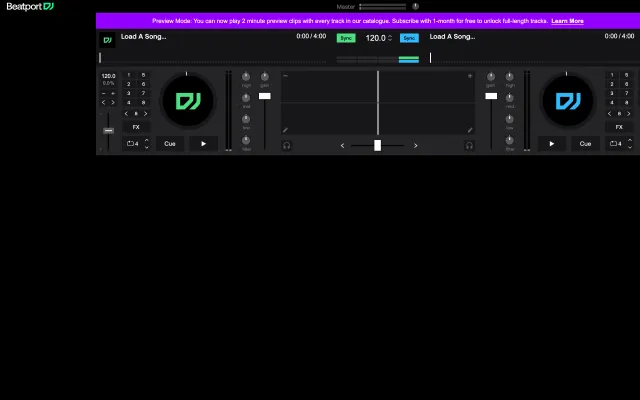 Beatport DJ
Master
Preview Mode: You can now play 2 minute preview clips with every track in our catalogue. Subscribe with 1-month for free to unlock full-length tracks. Learn More
Load A Song...
0:00 / 4:00
Sync
120.0
Sync
Load A Song...
0:00 / 4:00
120.0
0.0%
1 5
2 6
3 7
4 8
8
FX
4
Cue
high
gain
mid
low
filter
gain
high
mid
low
filter
Cue
1 5
2 6
3 7
4 8
8
FX
4